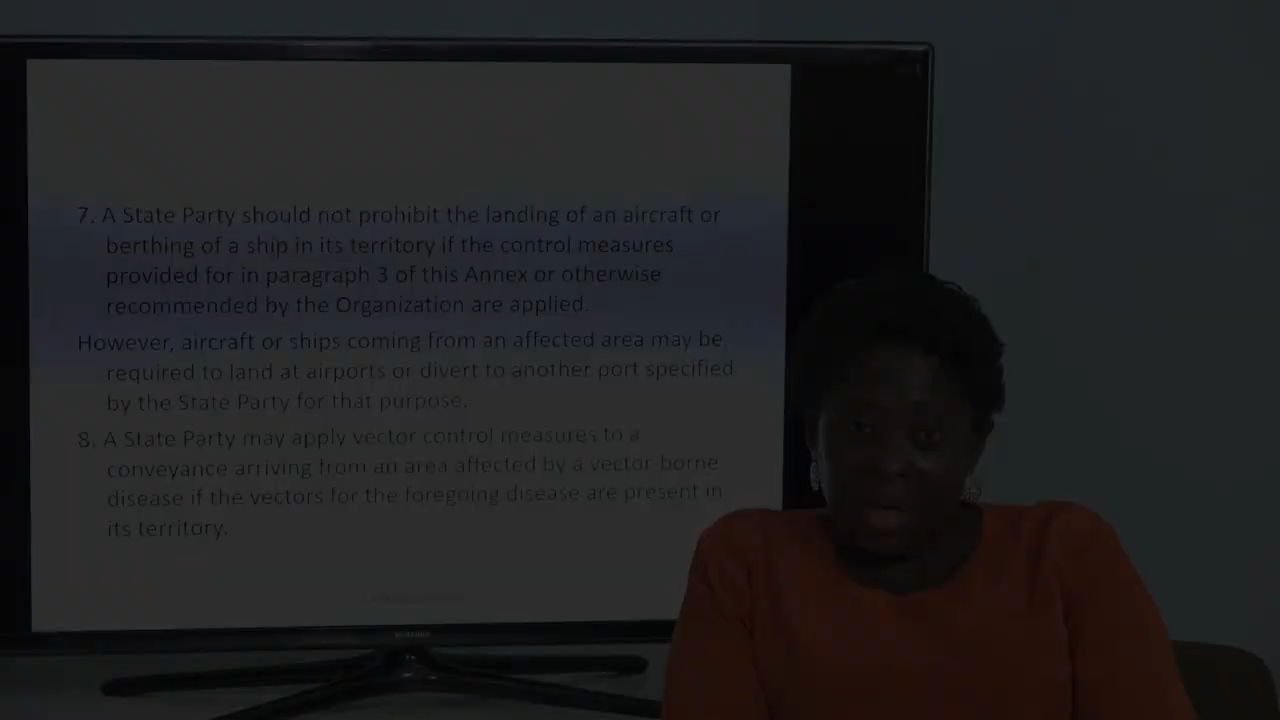 7. A State Party should not prohibit the landing of an aircraft or
berthing of a ship in its territory if the control measures
provided for in paragraph 3 of this Annex or otherwise
recommended by the Organization are applied.
However, aircraft or ships coming from an affected area may be
required to land at airports or divert to another port specified
by the State Party for that purpose.
8. A State Party may apply vector control measures to a
conveyance arriving from an area affected by a vector-borne
disease if the vectors for the foregoing disease are present in
its territory.